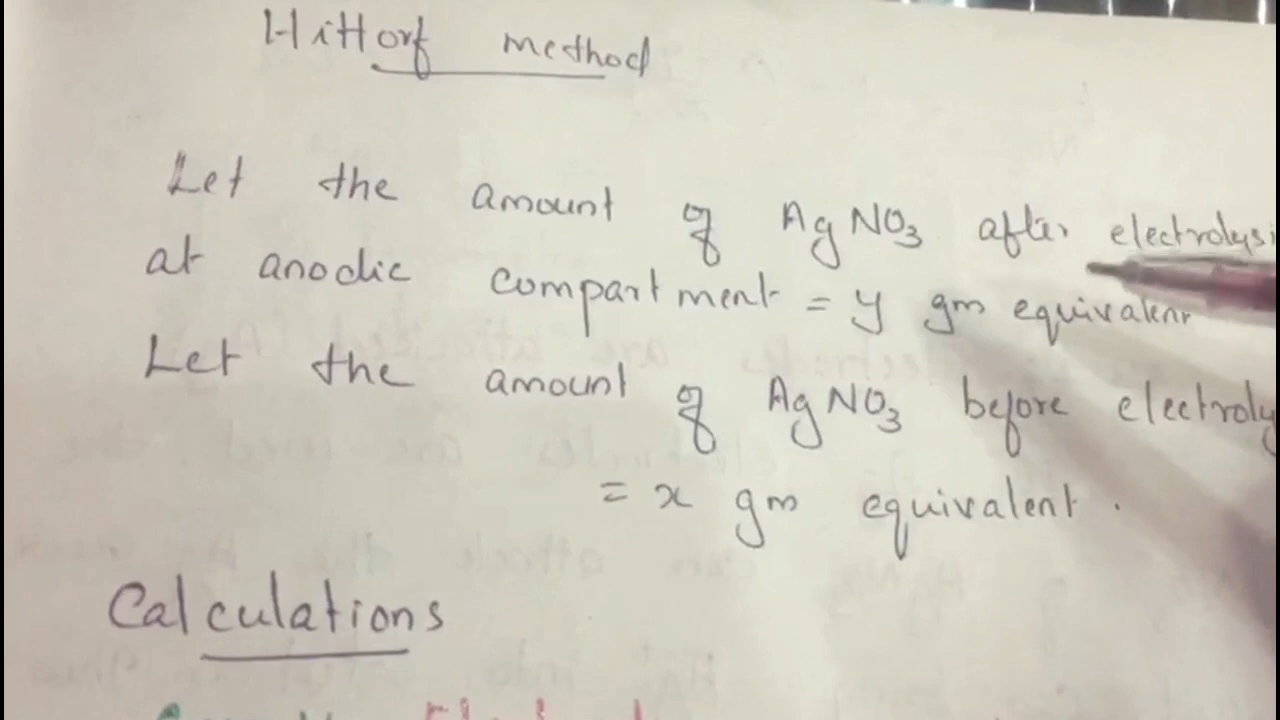 Hittorf method
Let the amount of AgNO3 after electrolysi
at anodic compartment = y gm equivalent
Let the amount of AgNO3 before electroly
= x gm equivalent.
Calculations